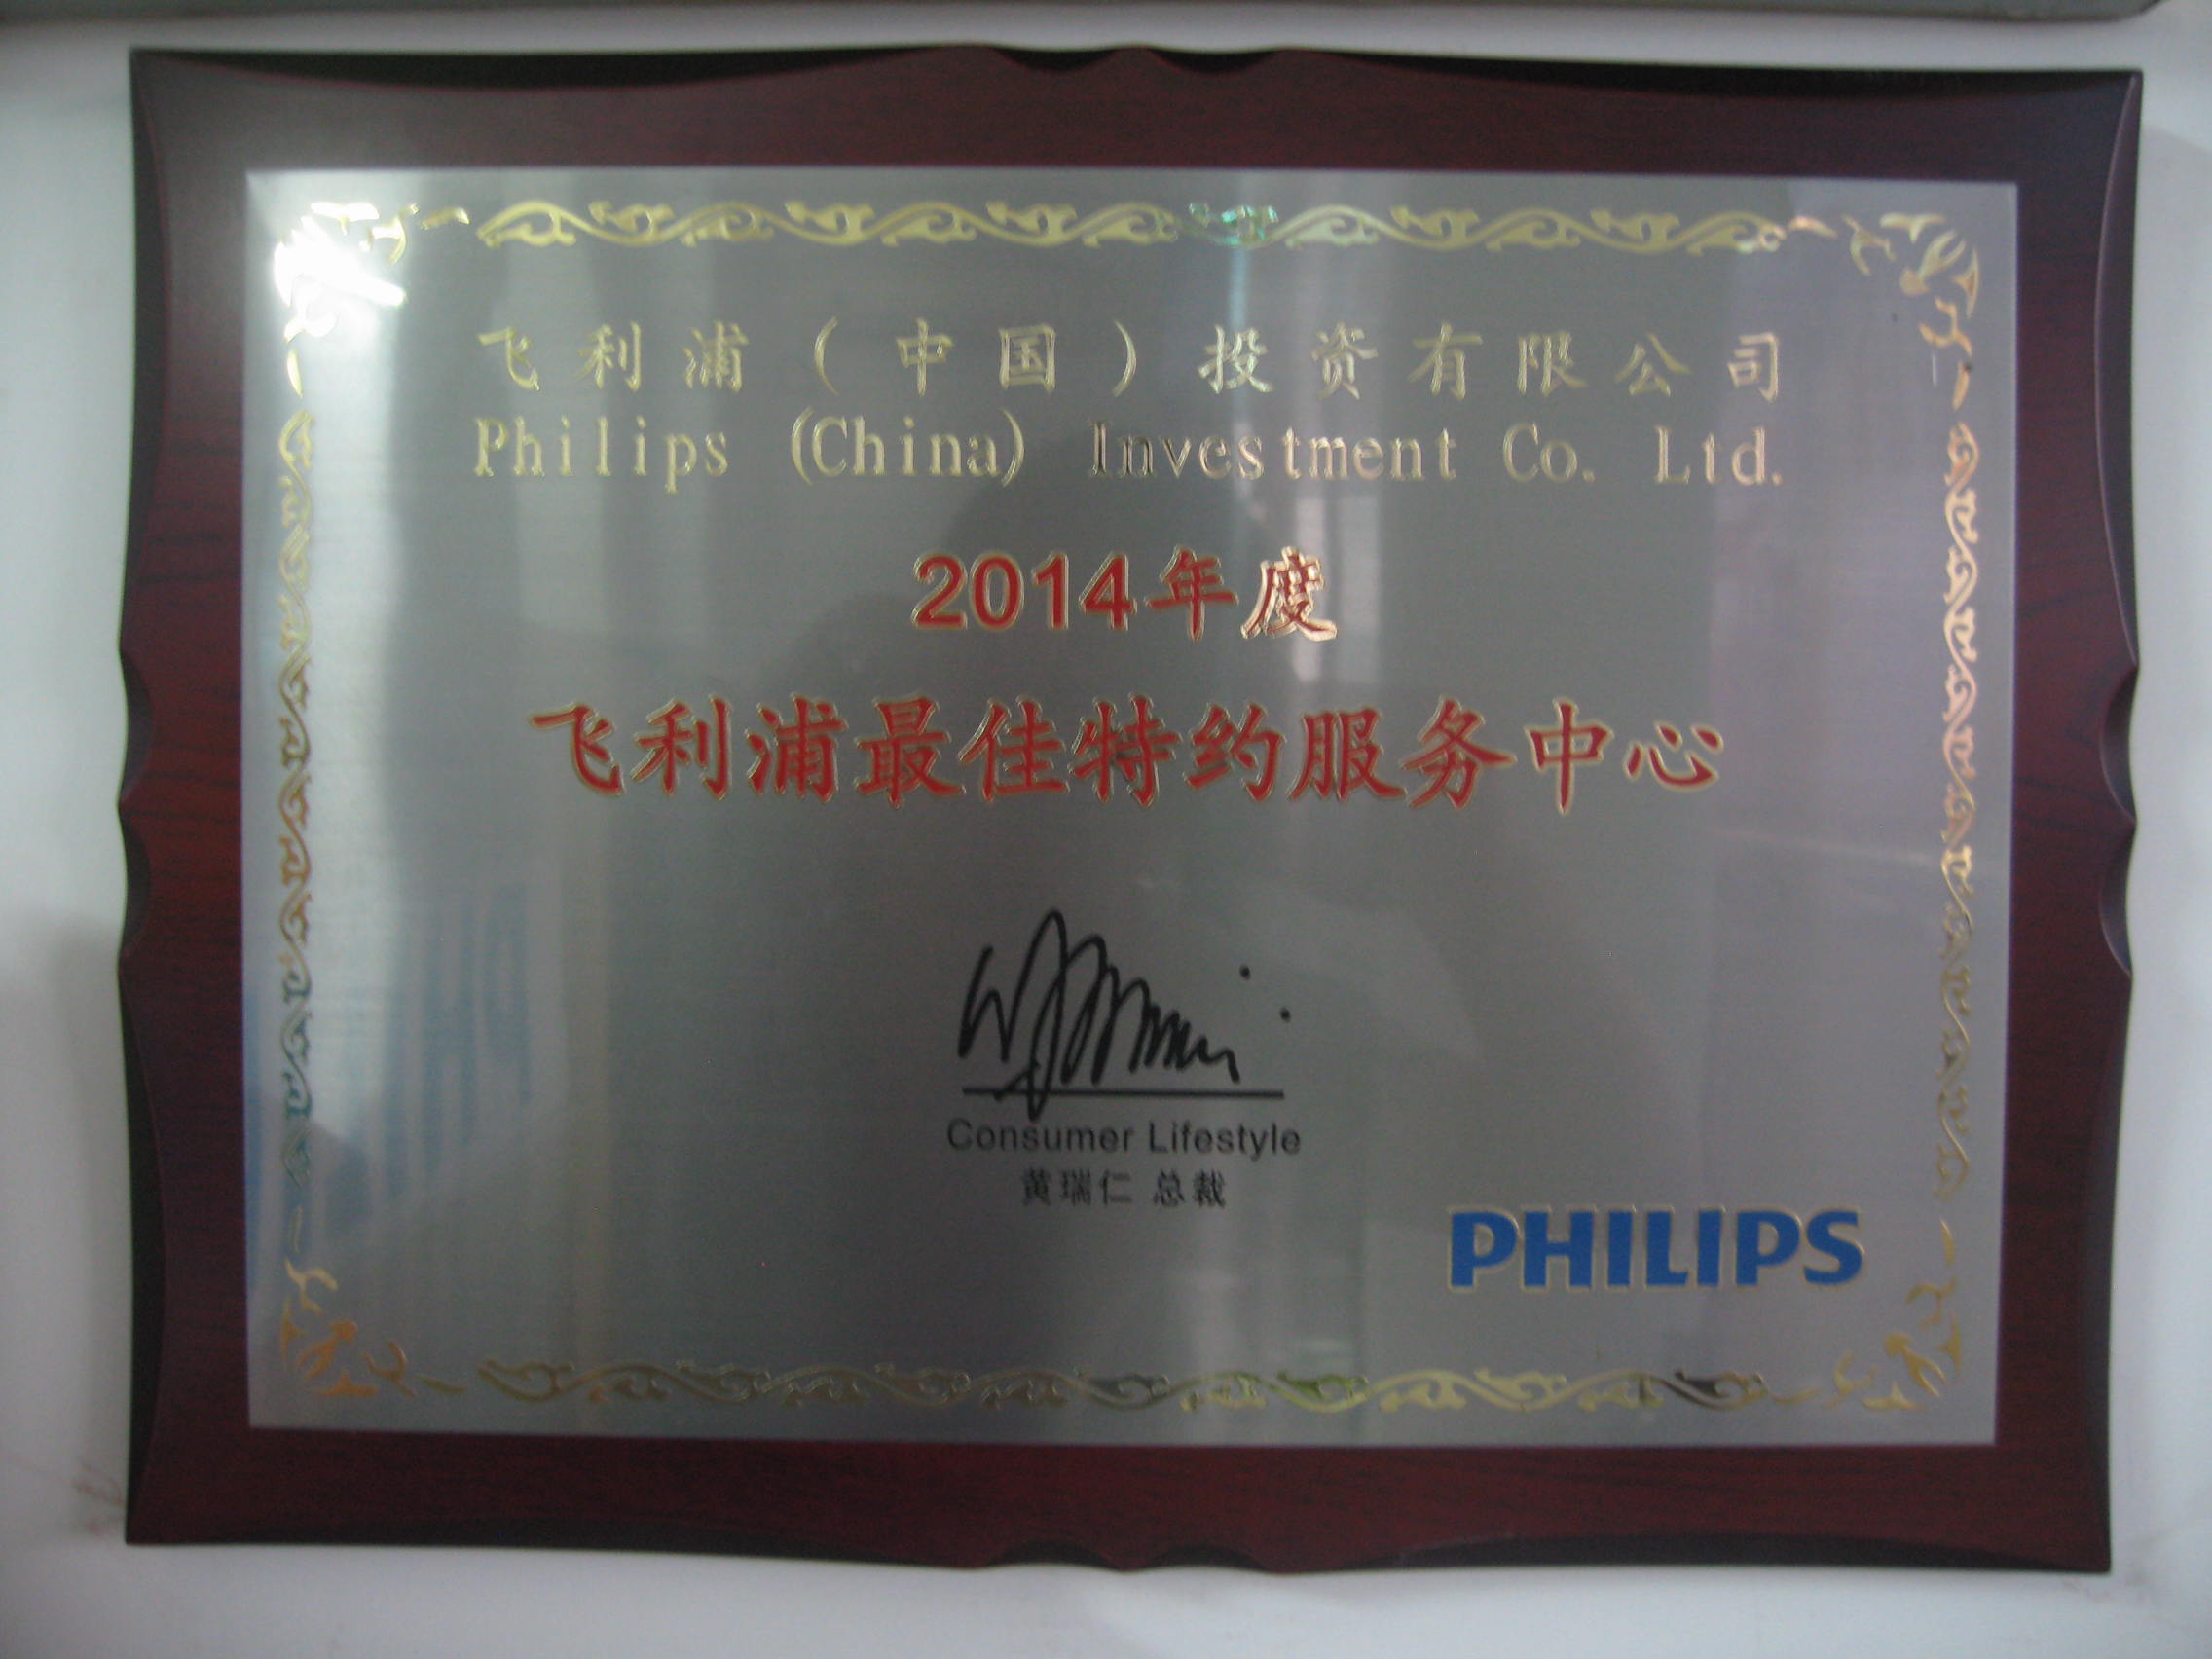 飞利浦（中国）投资有限公司
Philips (China) Investment Co. Ltd.
2014年度
飞利浦最佳特约服务中心
Consumer Lifestyle
黄瑞仁 总裁
PHILIPS